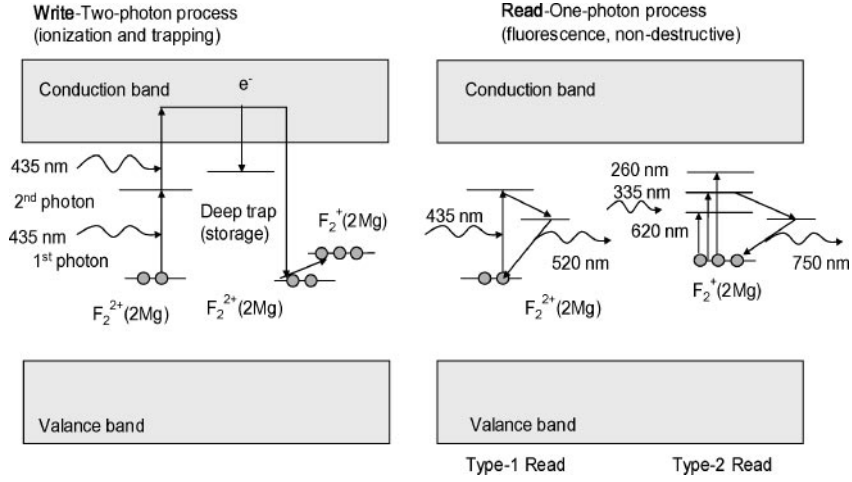 Write-Two-photon process
(ionization and trapping)
Conduction band
e⁻
435 nm
2nd photon
435 nm
1st photon
Deep trap
(storage)
F₂⁺(2Mg)
F₂²⁺(2Mg)
F₂²⁺(2Mg)
Valance band
Read-One-photon process
(fluorescence, non-destructive)
Conduction band
435 nm
520 nm
F₂²⁺(2Mg)
260 nm
335 nm
620 nm
750 nm
F₂⁺(2Mg)
Valance band
Type-1 Read
Type-2 Read